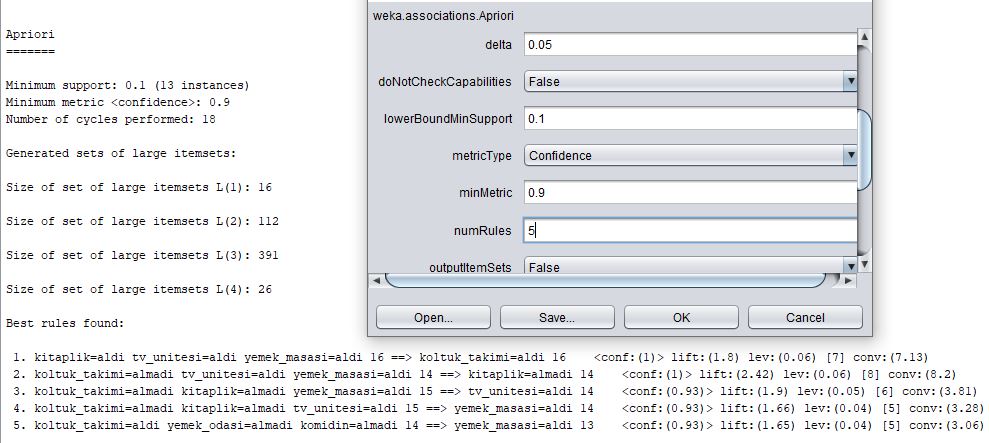 Apriori
=======
Minimum support: 0.1 (13 instances)
Minimum metric <confidence>: 0.9
Number of cycles performed: 18
Generated sets of large itemsets:
Size of set of large itemsets L(1): 16
Size of set of large itemsets L(2): 112
Size of set of large itemsets L(3): 391
Size of set of large itemsets L(4): 26
Best rules found:
1. kitaplik=aldi tv_unitesi=aldi yemek_masasi=aldi 16 ==> koltuk_takimi=aldi 16    <conf:(1)> lift:(1.8) lev:(0.06) [7] conv:(7.13)
2. koltuk_takimi=almadi tv_unitesi=aldi yemek_masasi=aldi 14 ==> kitaplik=almadi 14    <conf:(1)> lift:(2.42) lev:(0.06) [8] conv:(8.2)
3. koltuk_takimi=almadi kitaplik=almadi yemek_masasi=aldi 15 ==> tv_unitesi=aldi 14    <conf:(0.93)> lift:(1.9) lev:(0.05) [6] conv:(3.81)
4. koltuk_takimi=almadi kitaplik=almadi tv_unitesi=aldi 15 ==> yemek_masasi=aldi 14    <conf:(0.93)> lift:(1.66) lev:(0.04) [5] conv:(3.28)
5. koltuk_takimi=aldi yemek_odasi=almadi komidin=almadi 14 ==> yemek_masasi=aldi 13    <conf:(0.93)> lift:(1.65) lev:(0.04) [5] conv:(3.06)
weka.associations.Apriori
delta 0.05
doNotCheckCapabilities False
lowerBoundMinSupport 0.1
metricType Confidence
minMetric 0.9
numRules 5
outputItemSets False
Open... Save... OK Cancel